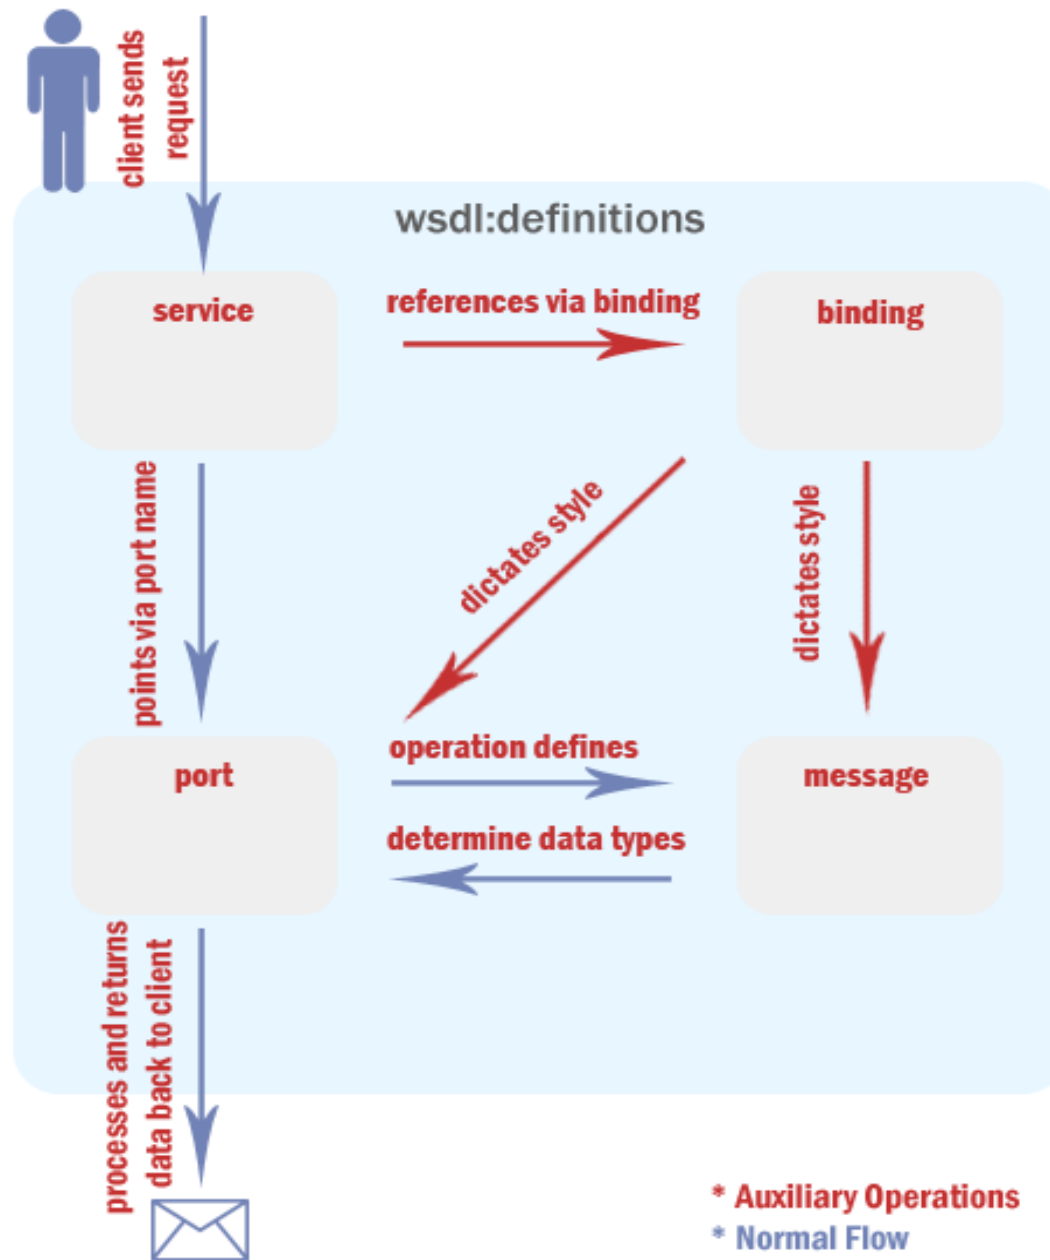 client sends
request
wsdl:definitions
service
references via binding
binding
points via port name
dictates style
dictates style
port
operation defines
message
determine data types
processes and returns
data back to client
* Auxiliary Operations
* Normal Flow